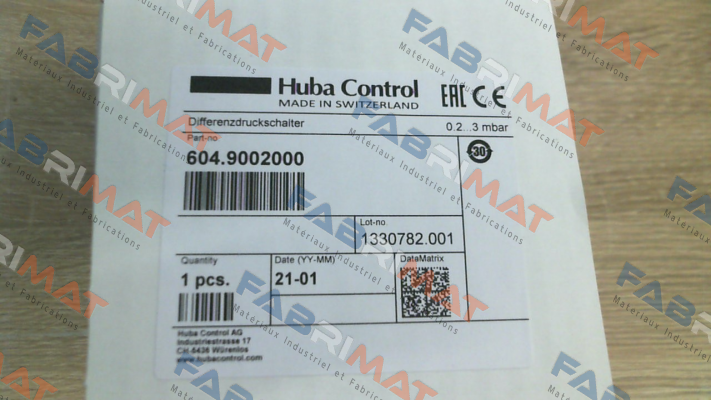 Huba Control
MADE IN SWITZERLAND
EAC CE
Differenzdruckschalter 0.2...3 mbar
Part-no
604.9002000
30
Lot-no
1330782.001
Quantity Date (YY-MM) DataMatrix
1 pcs. 21-01
Huba Control AG
Industriestrasse 17
CH-5436 Würenlos
www.hubacontrol.com
FABRIMAT
Matériaux Industriel et Fabrications